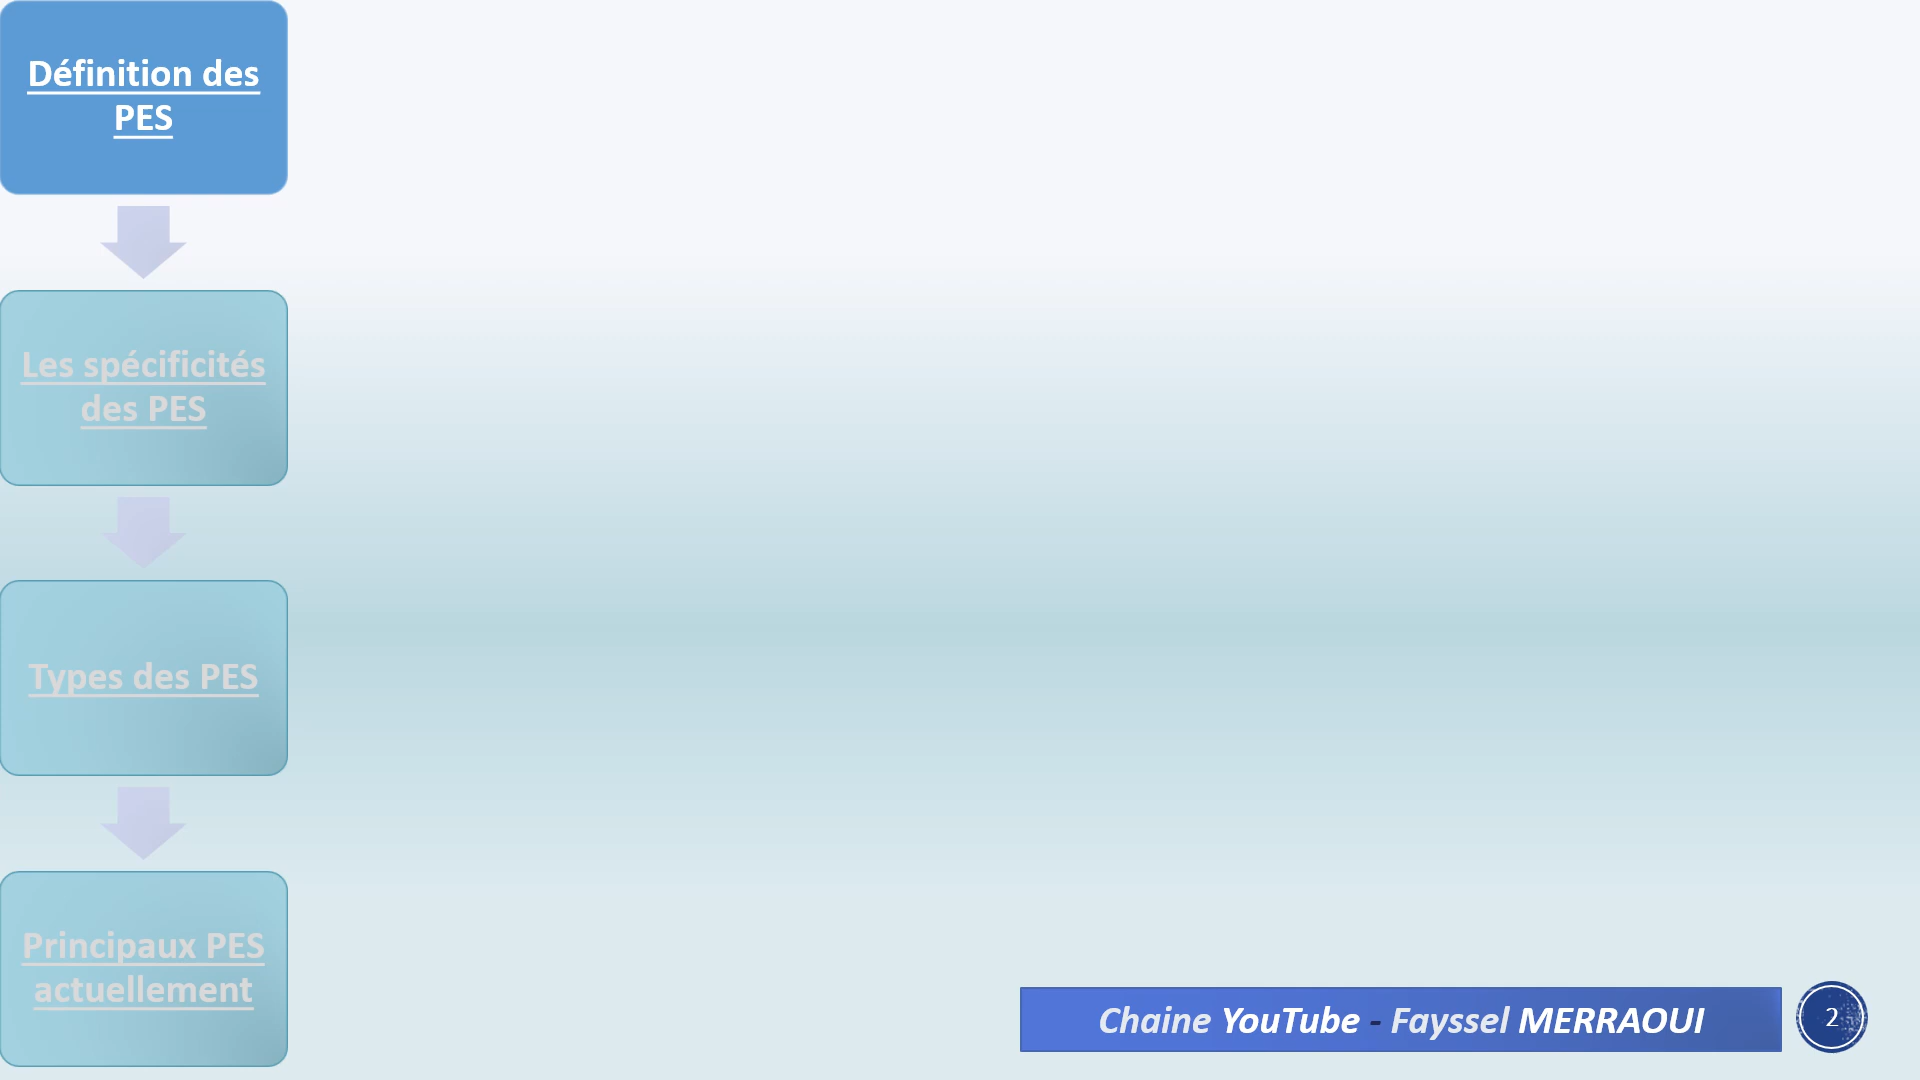 Définition des
PES
Les spécificités
des PES
Types des PES
Principaux PES
actuellement
Chaine YouTube - Fayssel MERRAOUI
2